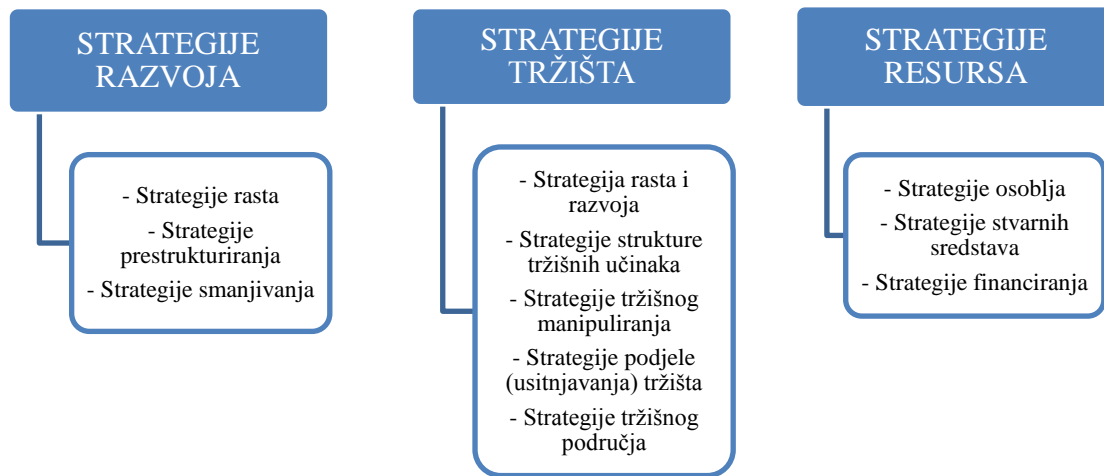 STRATEGIJE
RAZVOJA
- Strategije rasta
- Strategije
prestrukturiranja
- Strategije smanjivanja
STRATEGIJE
TRŽIŠTA
- Strategija rasta i
razvoja
- Strategije strukture
tržišnih učinaka
- Strategije tržišnog
manipuliranja
- Strategije podjele
(usitnjavanja) tržišta
- Strategije tržišnog
područja
STRATEGIJE
RESURSA
- Strategije osoblja
- Strategije stvarnih
sredstava
- Strategije financiranja